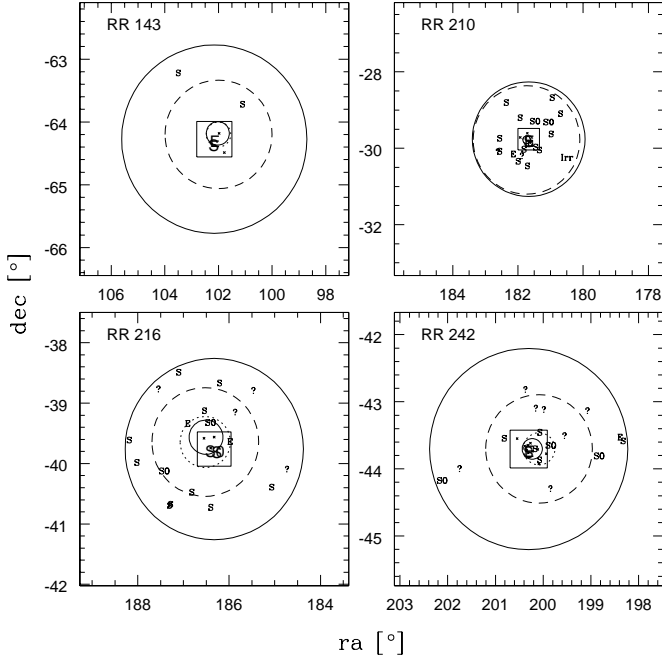 RR 143
-62
-63
-64
-65
-66
S
S
E
S
106 104 102 100 98
RR 210
-28
-30
-32
S
S
S
S
S0 S0
S
S
S
E
?
S
S
S
S
S
Irr
184 182 180 178
RR 216
-38
-39
-40
-41
-42
S
?
S
?
S
?
E
S0
S
E
S
S0
S
S0
?
S
S
S
S
188 186 184
RR 242
-42
-43
-44
-45
?
?
?
?
S
?
S
E
S
S0
S
S0
S
?
S0
?
203 202 201 200 199 198
dec [°]
ra [°]